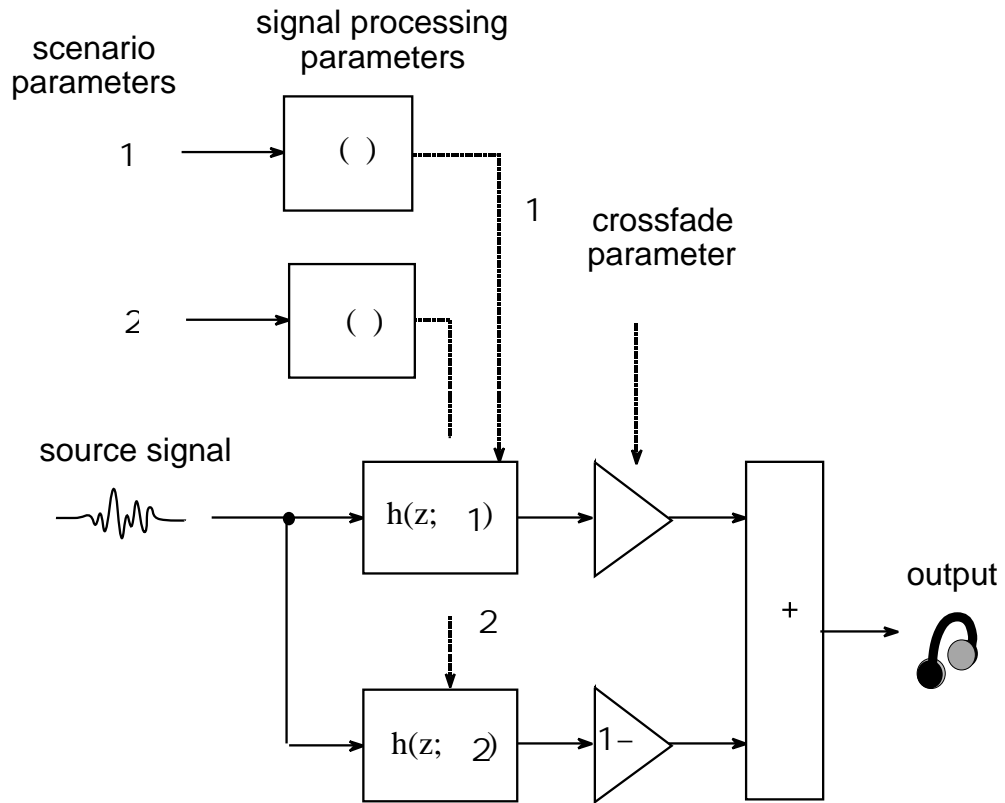 signal processing
parameters
scenario
parameters
1
( )
1
crossfade
parameter
2
( )
source signal
h(z; 1)
output
+
2
h(z; 2)
1–